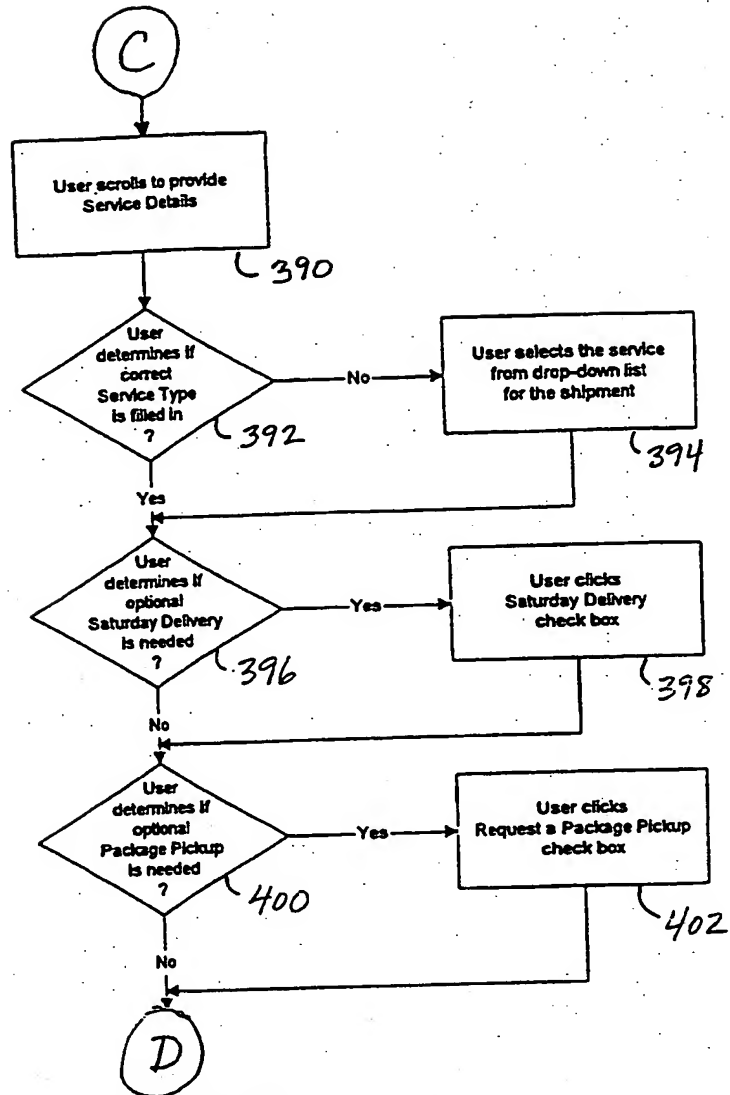 C
User scrolls to provide
Service Details
390
User
determines if
correct
Service Type
is filled in
?
392
No
User selects the service
from drop-down list
for the shipment
394
Yes
User
determines if
optional
Saturday Delivery
is needed
?
396
Yes
User clicks
Saturday Delivery
check box
398
No
User
determines if
optional
Package Pickup
is needed
?
400
Yes
User clicks
Request a Package Pickup
check box
402
No
D